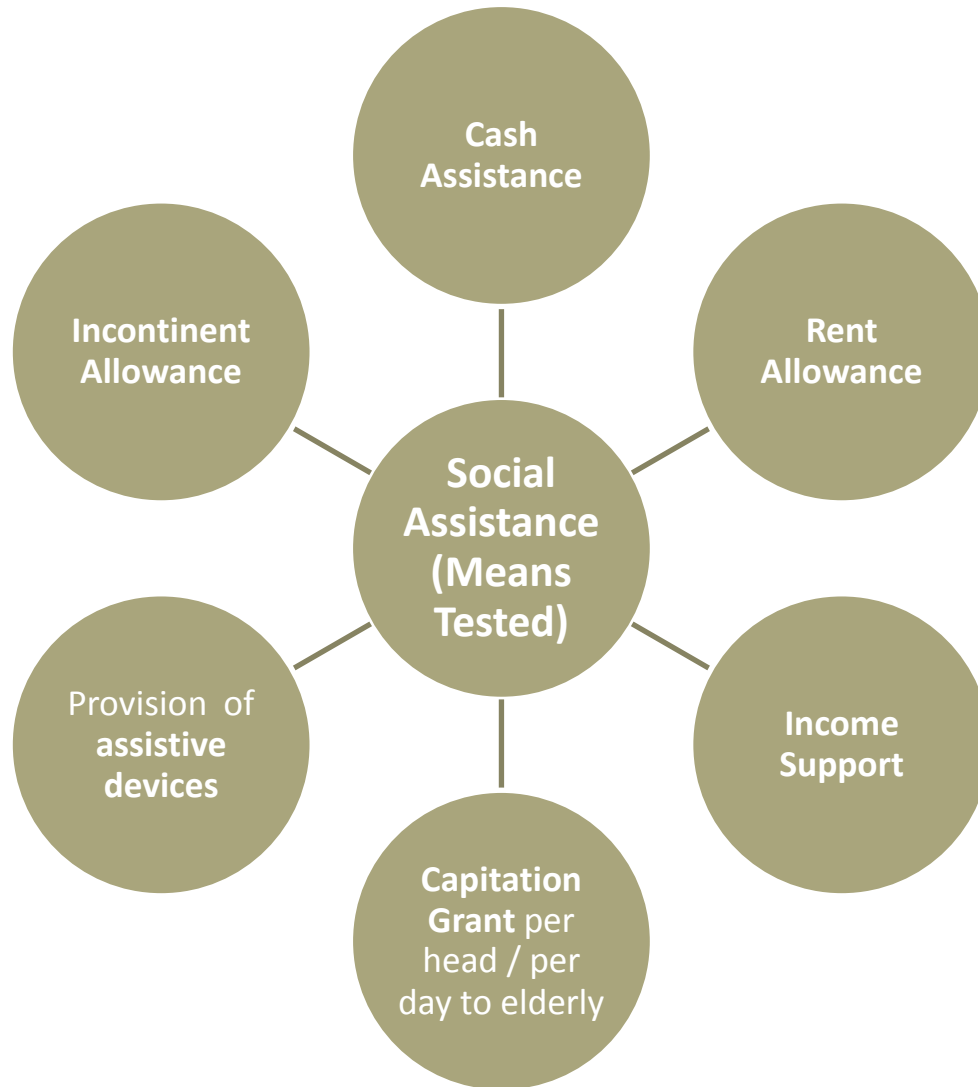 Cash
Assistance
Incontinent
Allowance
Rent
Allowance
Social
Assistance
(Means
Tested)
Provision of
assistive
devices
Income
Support
Capitation
Grant per
head / per
day to elderly